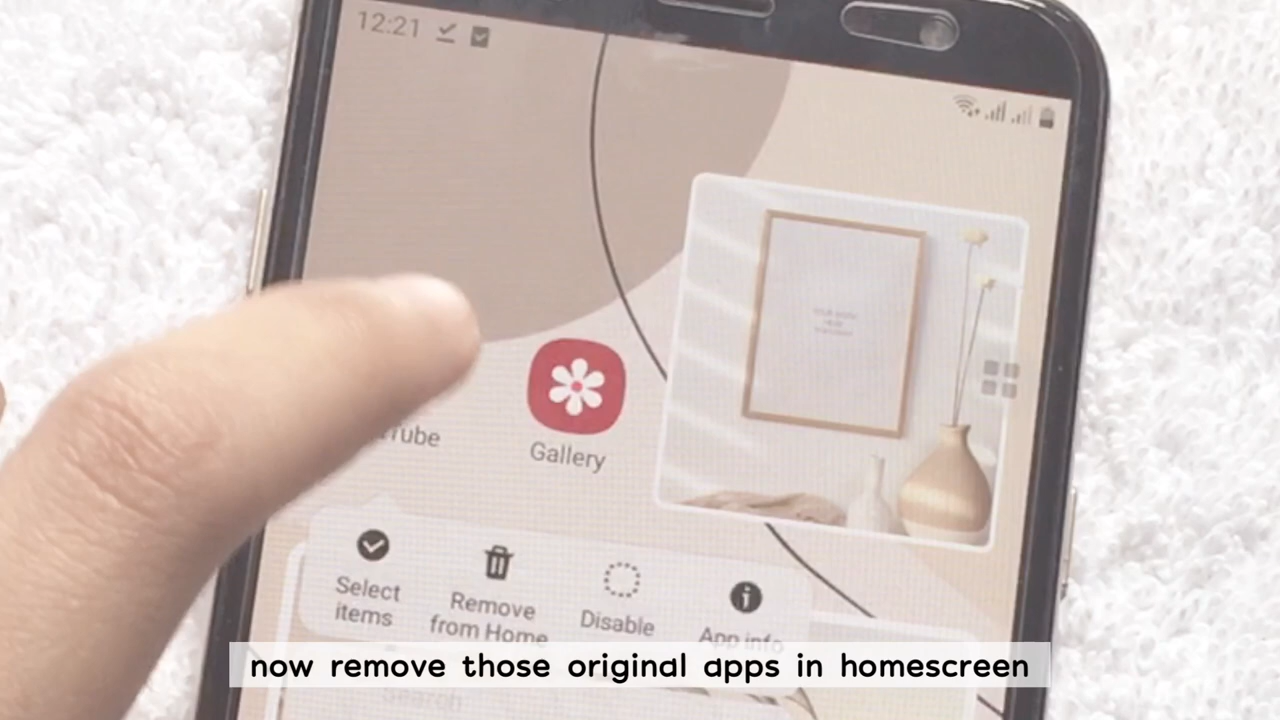 12:21
Tube
Gallery
Select
items
Remove
from Home
Disable
App info
now remove those original apps in homescreen
Search